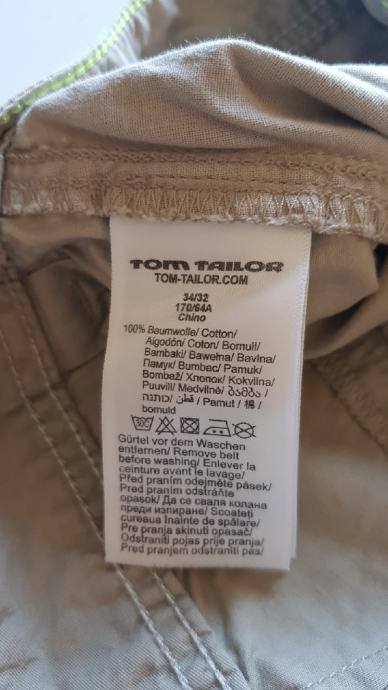 TOM TAILOR
TOM-TAILOR.COM
34/32
170/64A
Chino
100% Baumwolle/ Cotton/
Algodón/ Coton/ Bomull/
Bambaki/ Bawełna/ Bavlna/
Памук/ Bumbac/ Pamuk/
Bombaž/ Хлопок/ Kokvilna/
Puuvill/ Medvilnė/ ბამბა /
כותנה / قطن / Pamut / 棉 /
bomuld
30C
Gürtel vor dem Waschen
entfernen/ Remove belt
before washing/ Enlever la
ceinture avant le lavage/
Před praním odejměte pásek/
Pred praním odstráňte
opasok/ Да се сваля колана
преди изпиране/ Scoateți
cureaua înainte de spălare/
Pre pranja skinuti opasač/
Odstraniti pojas prije pranja/
Pred pranjem odstraniti pas/